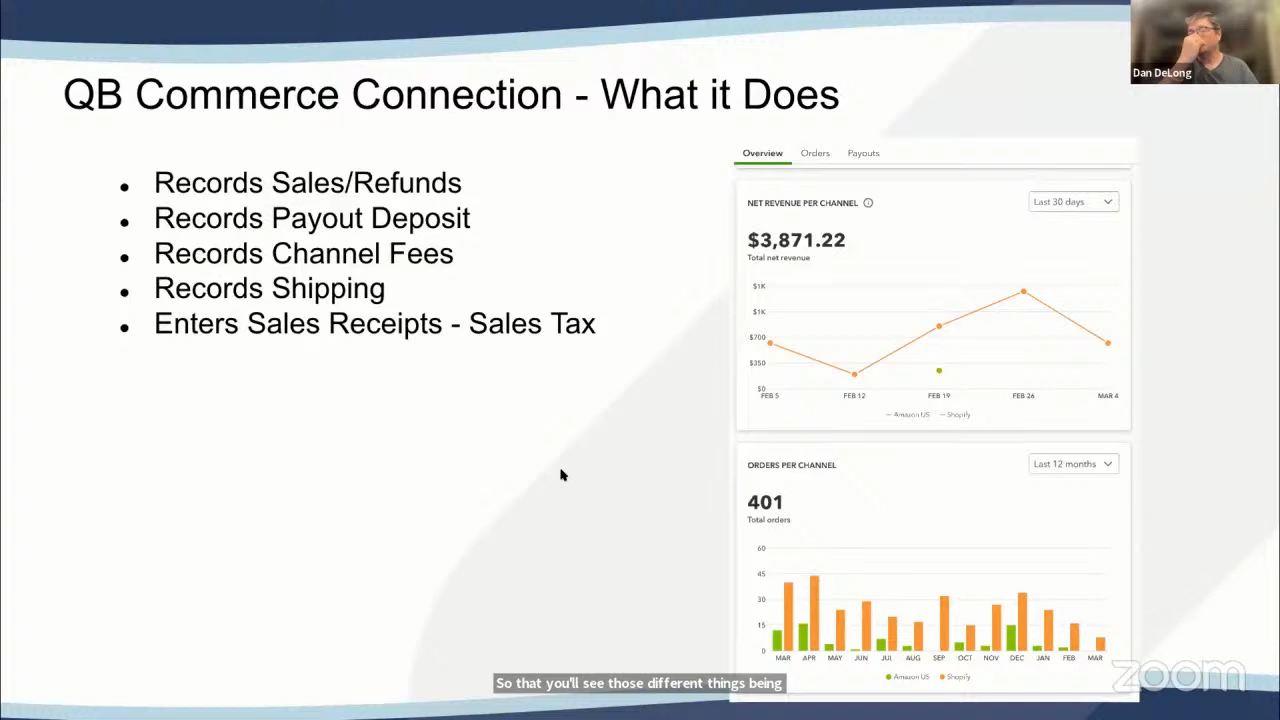 Dan DeLong
QB Commerce Connection - What it Does
Records Sales/Refunds
Records Payout Deposit
Records Channel Fees
Records Shipping
Enters Sales Receipts - Sales Tax
Overview Orders Payouts
NET REVENUE PER CHANNEL
Last 30 days
$3,871.22
Total net revenue
$1K
$1K
$700
$350
$0
FEB 5 FEB 12 FEB 19 FEB 26 MAR 4
Amazon US Shopify
ORDERS PER CHANNEL
Last 12 months
401
Total orders
60
45
30
15
0
MAR APR MAY JUN JUL AUG SEP OCT NOV DEC JAN FEB MAR
Amazon US Shopify
So that you'll see those different things being
zoom